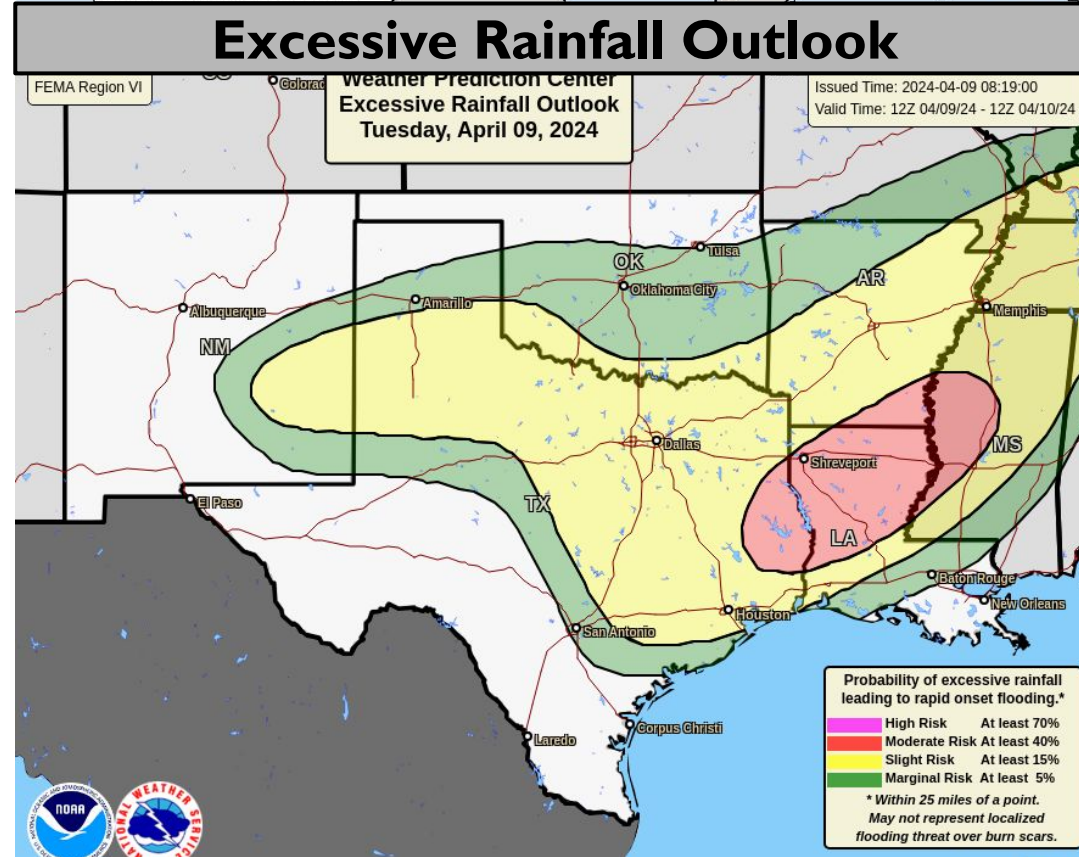 Excessive Rainfall Outlook
FEMA Region VI
Weather Prediction Center
Excessive Rainfall Outlook
Tuesday, April 09, 2024
Issued Time: 2024-04-09 08:19:00
Valid Time: 12Z 04/09/24 - 12Z 04/10/24
Tulsa
OK
AR
Oklahoma City
Amarillo
Albuquerque
Memphis
NM
Dallas
MS
Shreveport
El Paso
TX
LA
Baton Rouge
New Orleans
Houston
San Antonio
Corpus Christi
Laredo
Probability of excessive rainfall
leading to rapid onset flooding.*
High Risk At least 70%
Moderate Risk At least 40%
Slight Risk At least 15%
Marginal Risk At least 5%
* Within 25 miles of a point.
May not represent localized
flooding threat over burn scars.
NOAA
NATIONAL WEATHER SERVICE